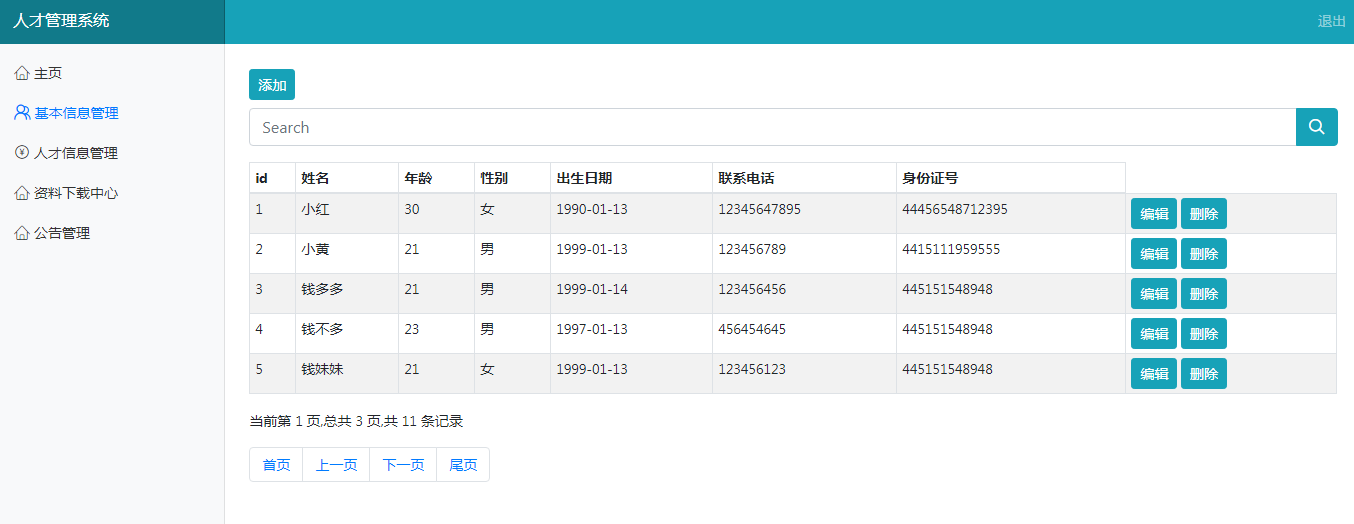 人才管理系统
退出
主页
基本信息管理
人才信息管理
资料下载中心
公告管理
添加
Search
id 姓名 年龄 性别 出生日期 联系电话 身份证号
1 小红 30 女 1990-01-13 12345647895 44456548712395 编辑 删除
2 小黄 21 男 1999-01-13 123456789 4415111959555 编辑 删除
3 钱多多 21 男 1999-01-14 123456456 445151548948 编辑 删除
4 钱不多 23 男 1997-01-13 456454645 445151548948 编辑 删除
5 钱妹妹 21 女 1999-01-13 123456123 445151548948 编辑 删除
当前第 1 页,总共 3 页,共 11 条记录
首页 上一页 下一页 尾页